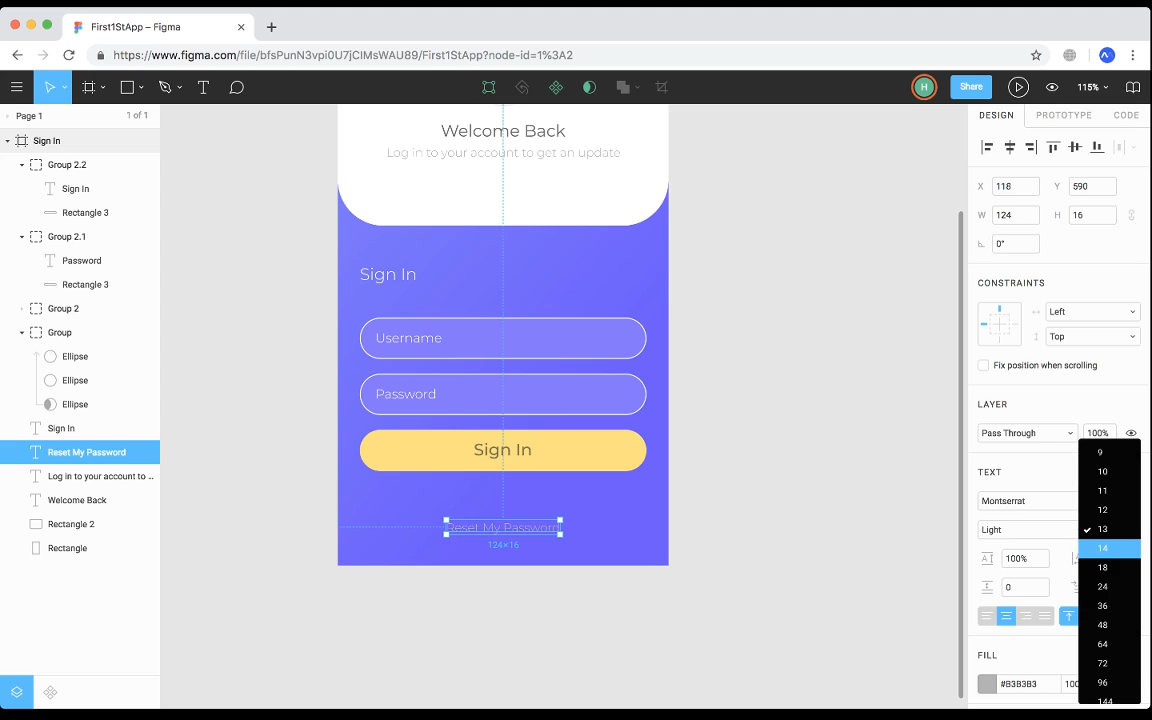 First1StApp – Figma
https://www.figma.com/file/bfsPunN3vpi0U7jCIMsWAU89/First1StApp?node-id=1%3A2
H
Share
115%
Page 1
1 of 1
Sign In
Group 2.2
Sign In
Rectangle 3
Group 2.1
Password
Rectangle 3
Group 2
Group
Ellipse
Ellipse
Ellipse
Sign In
Reset My Password
Log in to your account to ..
Welcome Back
Rectangle 2
Rectangle
Welcome Back
Log in to your account to get an update
Sign In
Username
Password
Sign In
Reset My Password
124×16
DESIGN
PROTOTYPE
CODE
X 118 Y 590
W 124 H 16
0°
CONSTRAINTS
Left
Top
Fix position when scrolling
LAYER
Pass Through 100%
TEXT
Montserrat
Light
100%
0
FILL
#B3B3B3 100
9
10
11
12
13
14
18
24
36
48
64
72
96
144